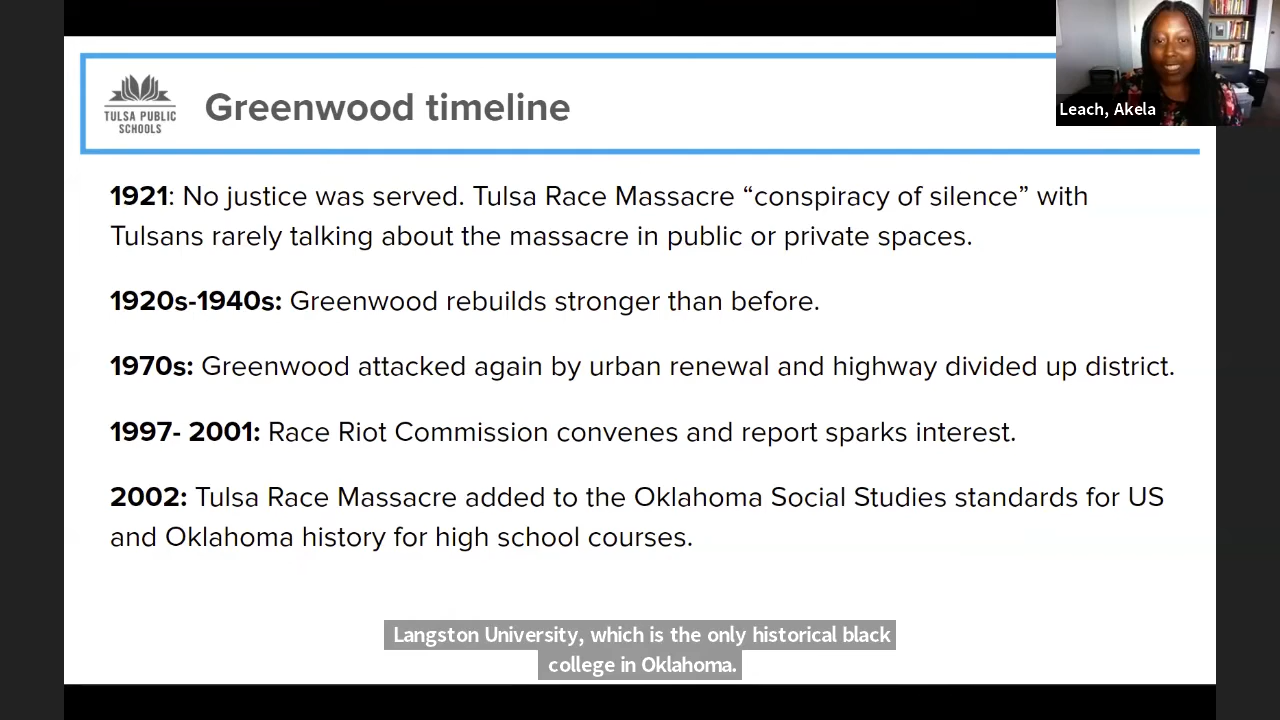 TULSA PUBLIC
SCHOOLS
Greenwood timeline
Leach, Akela
1921: No justice was served. Tulsa Race Massacre “conspiracy of silence” with
Tulsans rarely talking about the massacre in public or private spaces.
1920s-1940s: Greenwood rebuilds stronger than before.
1970s: Greenwood attacked again by urban renewal and highway divided up district.
1997- 2001: Race Riot Commission convenes and report sparks interest.
2002: Tulsa Race Massacre added to the Oklahoma Social Studies standards for US
and Oklahoma history for high school courses.
Langston University, which is the only historical black
college in Oklahoma.